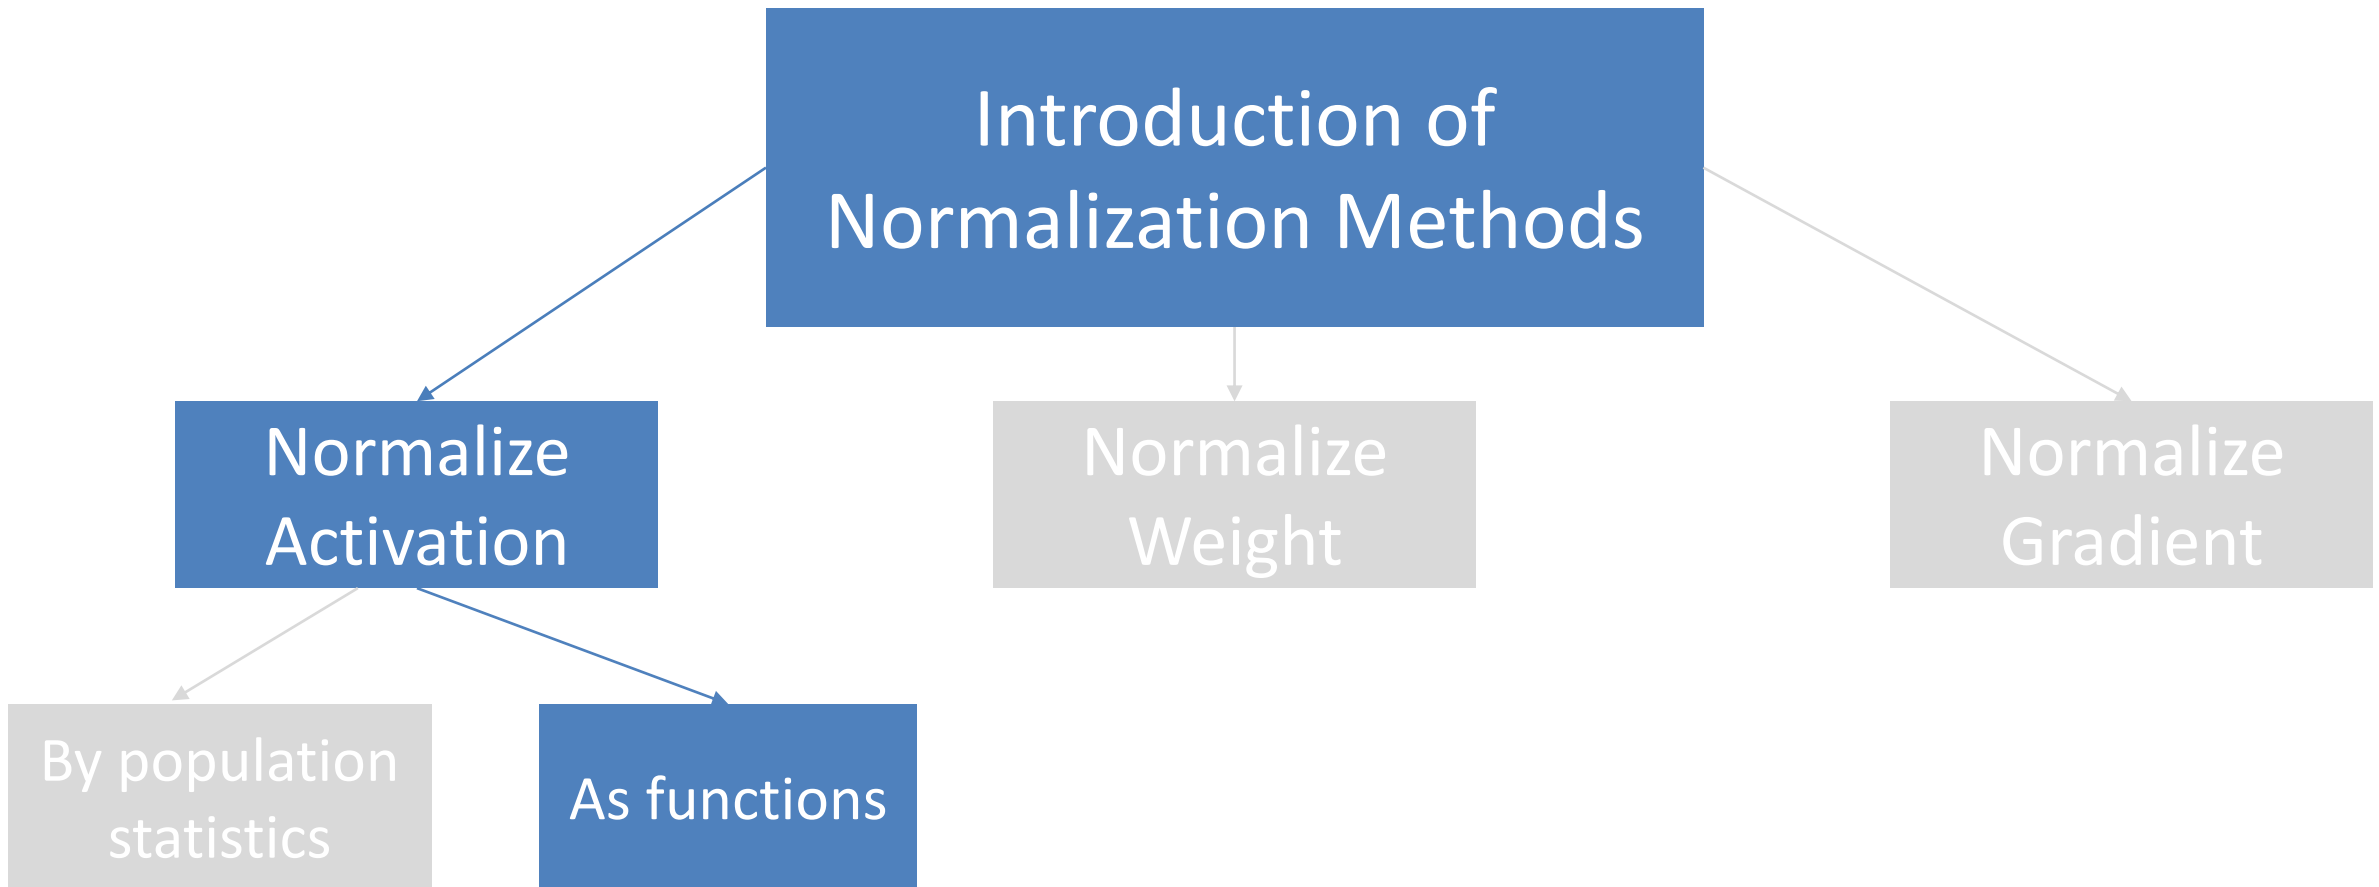 Introduction of
Normalization Methods
Normalize
Activation
Normalize
Weight
Normalize
Gradient
By population
statistics
As functions